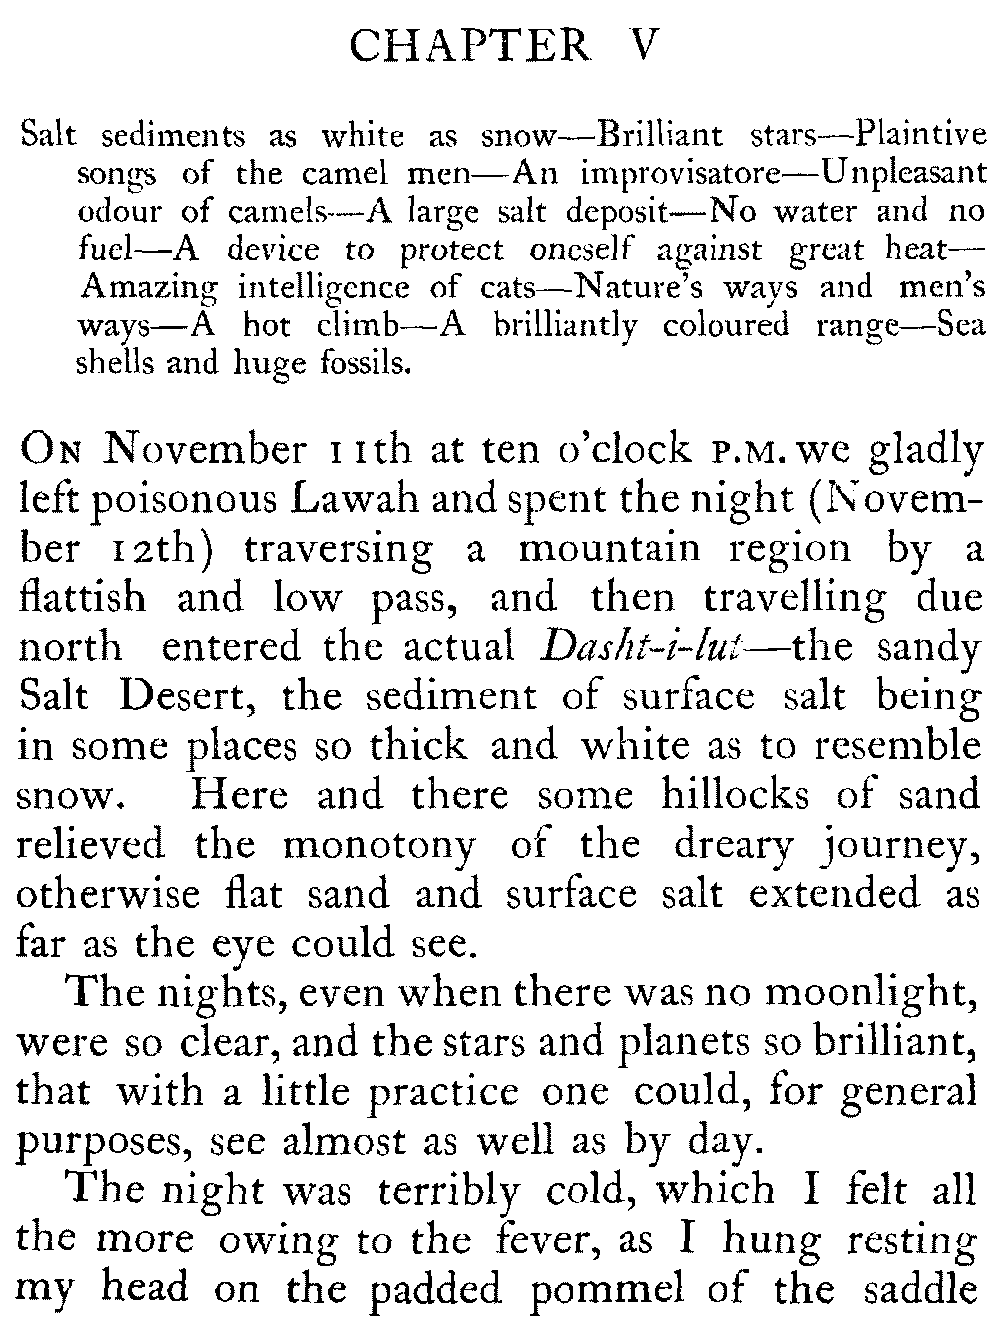 CHAPTER V
Salt sediments as white as snow—Brilliant stars—Plaintive
songs of the camel men—An improvisatore—Unpleasant
odour of camels—A large salt deposit—No water and no
fuel—A device to protect oneself against great heat—
Amazing intelligence of cats—Nature's ways and men's
ways—A hot climb—A brilliantly coloured range—Sea
shells and huge fossils.
On November 11th at ten o'clock P.M. we gladly
left poisonous Lawah and spent the night (Novem-
ber 12th) traversing a mountain region by a
flattish and low pass, and then travelling due
north entered the actual Dasht-i-lut—the sandy
Salt Desert, the sediment of surface salt being
in some places so thick and white as to resemble
snow. Here and there some hillocks of sand
relieved the monotony of the dreary journey,
otherwise flat sand and surface salt extended as
far as the eye could see.
The nights, even when there was no moonlight,
were so clear, and the stars and planets so brilliant,
that with a little practice one could, for general
purposes, see almost as well as by day.
The night was terribly cold, which I felt all
the more owing to the fever, as I hung resting
my head on the padded pommel of the saddle